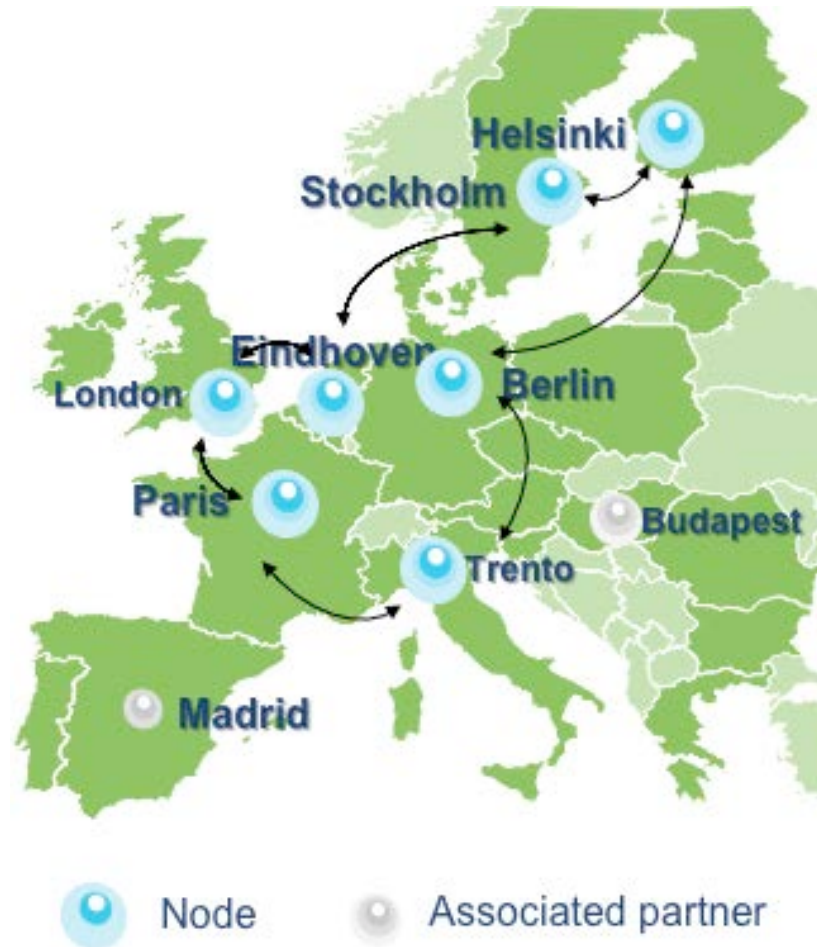 Helsinki
Stockholm
Eindhoven
London
Berlin
Paris
Budapest
Trento
Madrid
Node
Associated partner